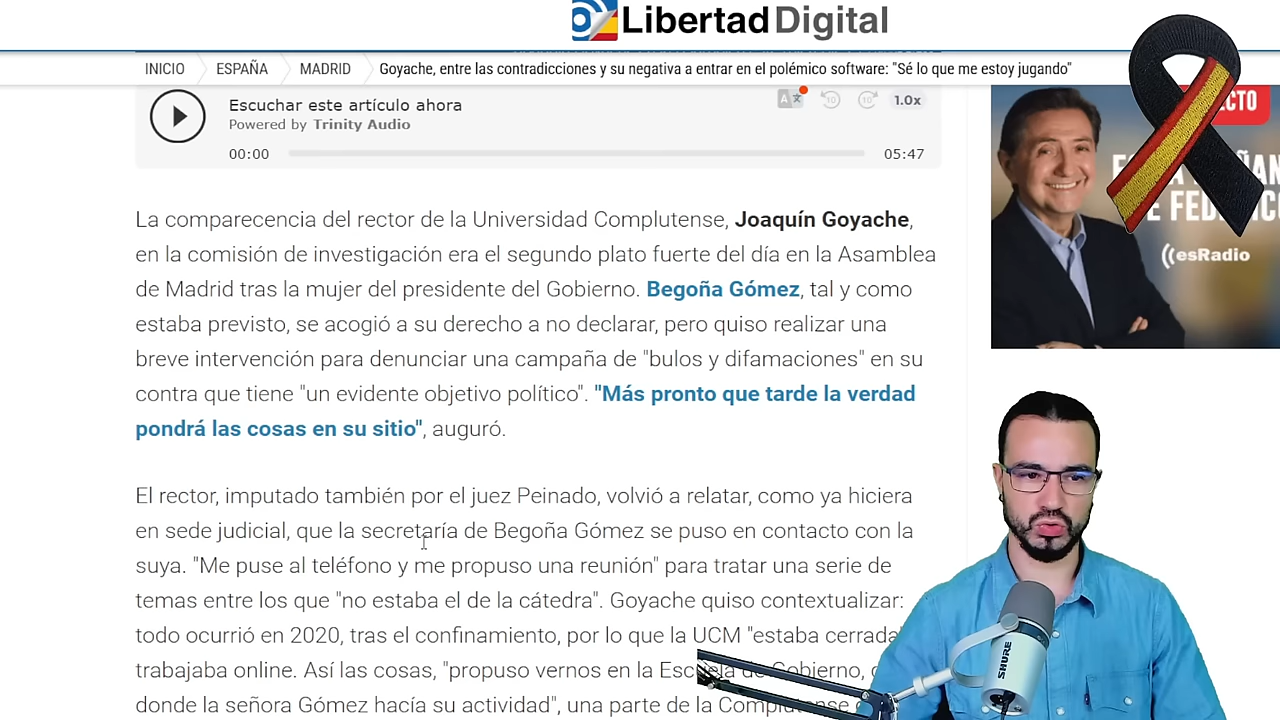 Libertad Digital
INICIO ESPAÑA MADRID Goyache, entre las contradicciones y su negativa a entrar en el polémico software: "Sé lo que me estoy jugando"
Escuchar este artículo ahora
Powered by Trinity Audio
10 10 1.0x
00:00 05:47
La comparecencia del rector de la Universidad Complutense, Joaquín Goyache,
en la comisión de investigación era el segundo plato fuerte del día en la Asamblea
de Madrid tras la mujer del presidente del Gobierno. Begoña Gómez, tal y como
estaba previsto, se acogió a su derecho a no declarar, pero quiso realizar una
breve intervención para denunciar una campaña de "bulos y difamaciones" en su
contra que tiene "un evidente objetivo político". "Más pronto que tarde la verdad
pondrá las cosas en su sitio", auguró.
El rector, imputado también por el juez Peinado, volvió a relatar, como ya hiciera
en sede judicial, que la secretaría de Begoña Gómez se puso en contacto con la
suya. "Me puse al teléfono y me propuso una reunión" para tratar una serie de
temas entre los que "no estaba el de la cátedra". Goyache quiso contextualizar:
todo ocurrió en 2020, tras el confinamiento, por lo que la UCM "estaba cerrada
trabajaba online. Así las cosas, "propuso vernos en la Escuela de Gobierno,
donde la señora Gómez hacía su actividad", una parte de la Complutense
ECTO
esRadio
SHURE